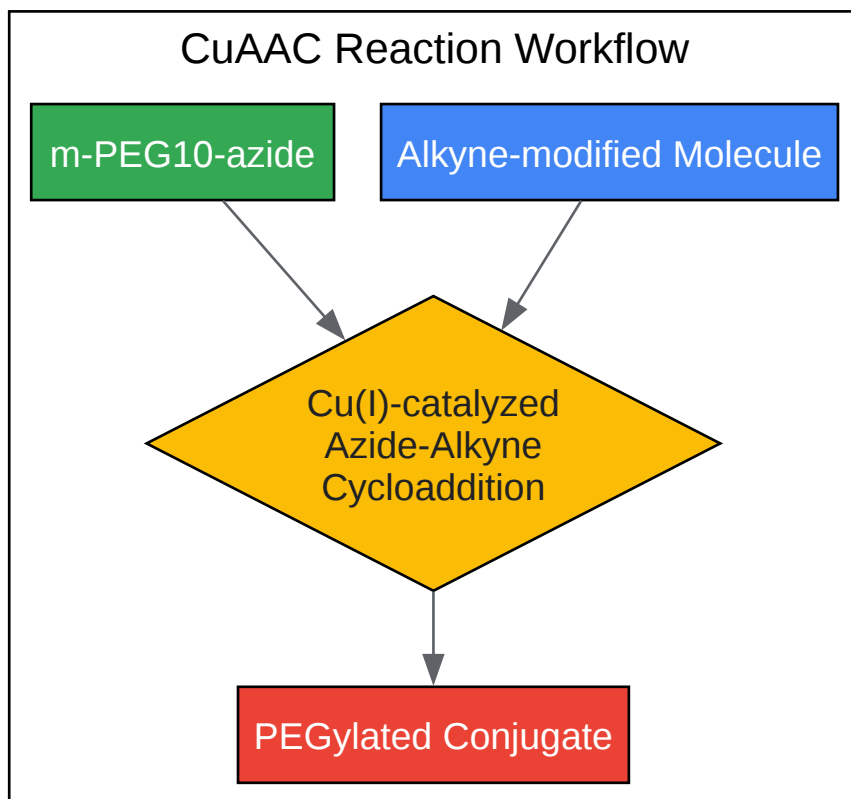 CuAAC Reaction Workflow
m-PEG10-azide
Alkyne-modified Molecule
Cu(I)-catalyzed
Azide-Alkyne
Cycloaddition
PEGylated Conjugate